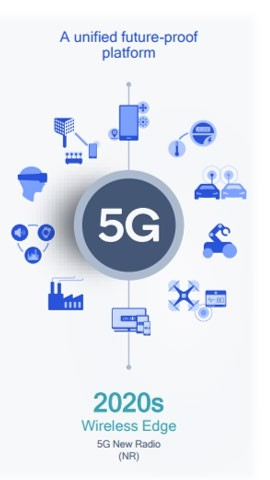 A unified future-proof
platform
5G
2020s
Wireless Edge
5G New Radio
(NR)